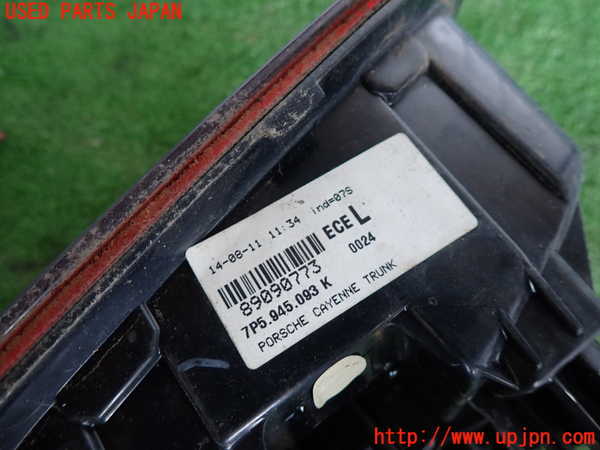 USED PARTS JAPAN
14-08-11 11:34 ind=07S
ECE L
89090773
0024
7P5.945.093 K
PORSCHE CAYENNE TRUNK
http://www.upjpn.com